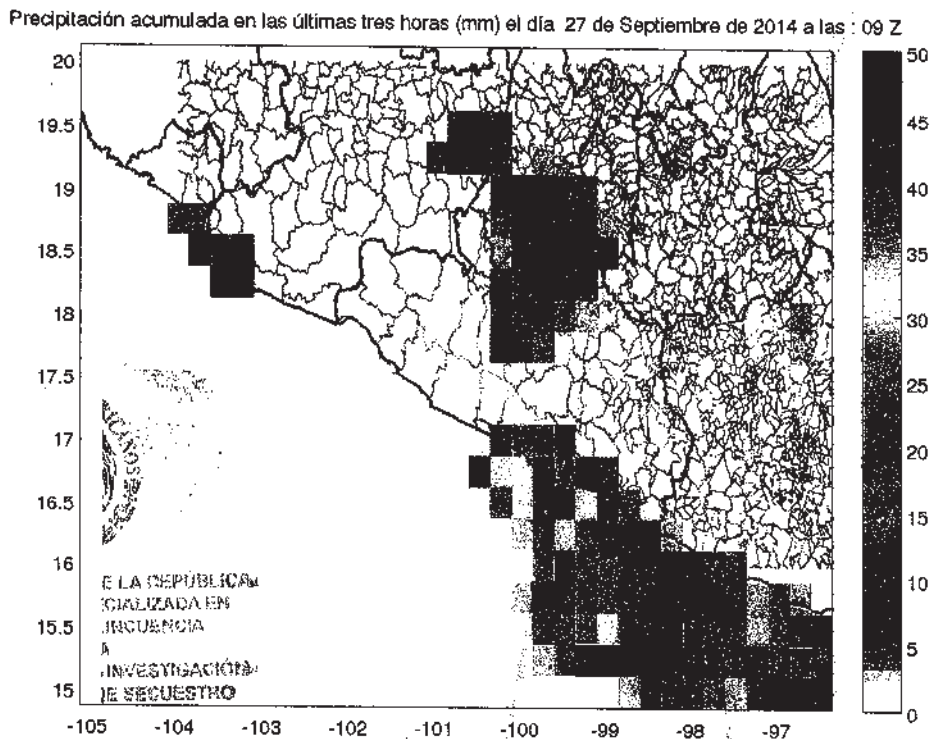 Precipitación acumulada en las últimas tres horas (mm) el día 27 de Septiembre de 2014 a las : 09 Z
20
19.5
19
18.5
18
17.5
17
16.5
16
15.5
15
-105 -104 -103 -102 -101 -100 -99 -98 -97
50
45
40
35
30
25
20
15
10
5
0
E LA REPÚBLICA
CIALIZADA EN
INCUENCIA
A
INVESTIGACIÓN
E SECUESTRO